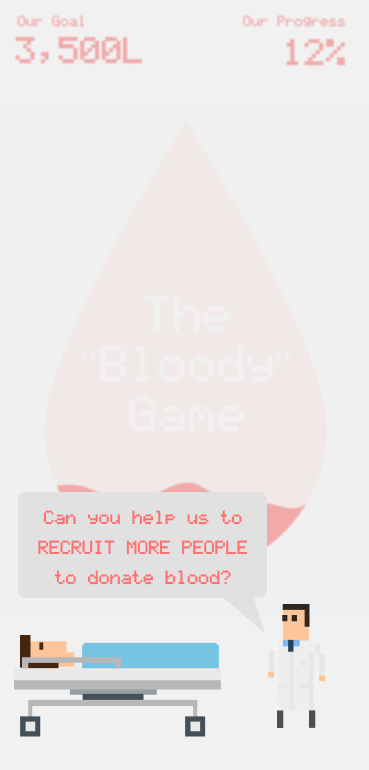 Our Goal
Our Progress
3,500L
12%
The
"Bloody"
Game
Can you help us to
RECRUIT MORE PEOPLE
to donate blood?